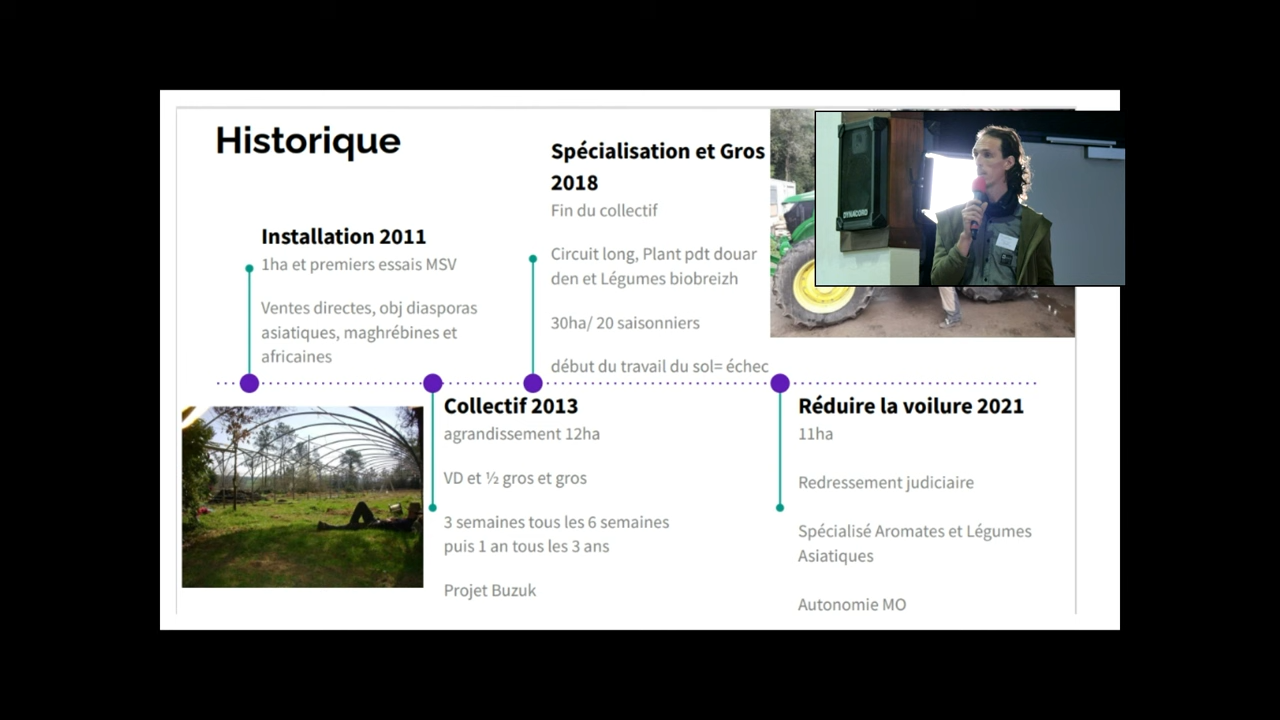 Historique
Installation 2011
1ha et premiers essais MSV
Ventes directes, obj diasporas
asiatiques, maghrébines et
africaines
Collectif 2013
agrandissement 12ha
VD et ½ gros et gros
3 semaines tous les 6 semaines
puis 1 an tous les 3 ans
Projet Buzuk
Spécialisation et Gros
2018
Fin du collectif
Circuit long, Plant pdt douar
den et Légumes biobreizh
30ha/ 20 saisonniers
début du travail du sol= échec
Réduire la voilure 2021
11ha
Redressement judiciaire
Spécialisé Aromates et Légumes
Asiatiques
Autonomie MO
DYNACORD